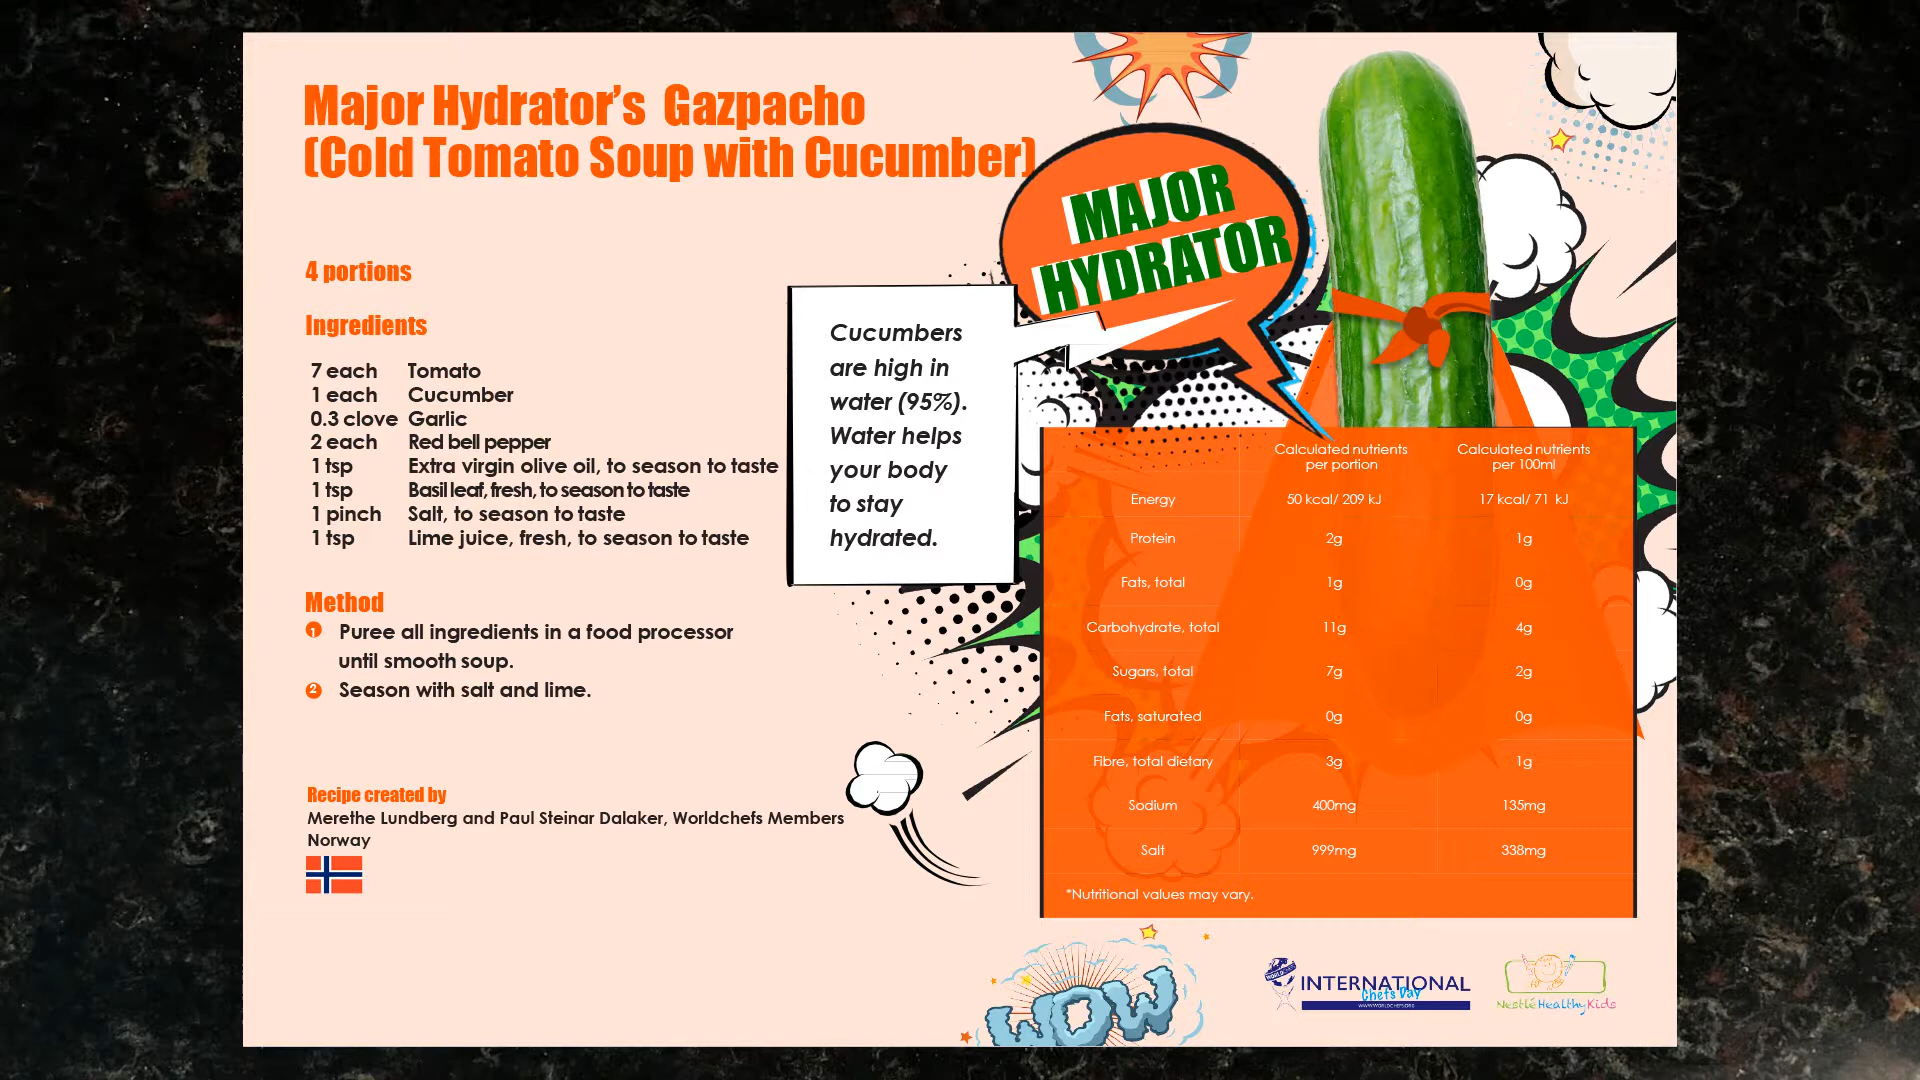 Major Hydrator’s Gazpacho
(Cold Tomato Soup with Cucumber)
MAJOR
HYDRATOR
4 portions
Ingredients
7 each Tomato
1 each Cucumber
0.3 clove Garlic
2 each Red bell pepper
1 tsp Extra virgin olive oil, to season to taste
1 tsp Basil leaf, fresh, to season to taste
1 pinch Salt, to season to taste
1 tsp Lime juice, fresh, to season to taste
Cucumbers
are high in
water (95%).
Water helps
your body
to stay
hydrated.
Method
1 Puree all ingredients in a food processor
until smooth soup.
2 Season with salt and lime.
Recipe created by
Merethe Lundberg and Paul Steinar Dalaker, Worldchefs Members
Norway
Calculated nutrients per portion Calculated nutrients per 100ml
Energy 50 kcal/ 209 kJ 17 kcal/ 71 kJ
Protein 2g 1g
Fats, total 1g 0g
Carbohydrate, total 11g 4g
Sugars, total 7g 2g
Fats, saturated 0g 0g
Fibre, total dietary 3g 1g
Sodium 400mg 135mg
Salt 999mg 338mg
*Nutritional values may vary.
WOW
WORLDCHEFS
INTERNATIONAL
Chefs Day
WWW.WORLDCHEFS.ORG
Nestlé HealthyKids